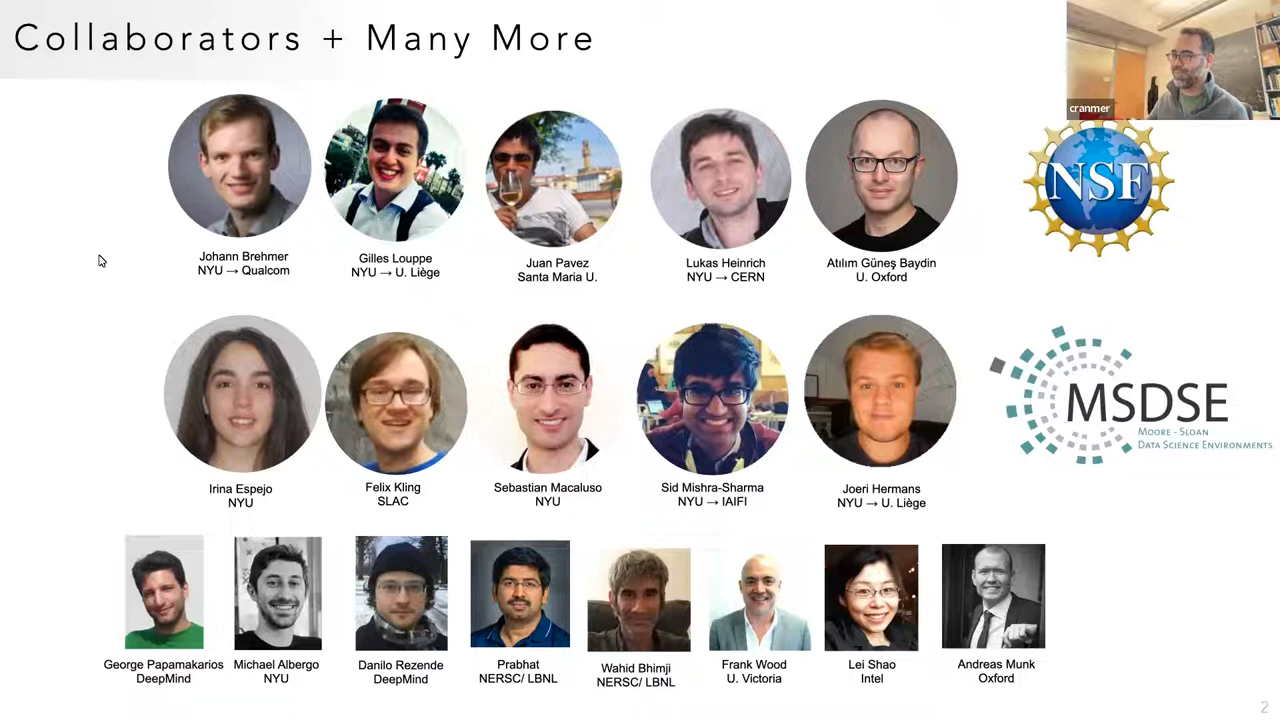 Collaborators + Many More
cranmer
NSF
Johann Brehmer
NYU → Qualcom
Gilles Louppe
NYU → U. Liège
Juan Pavez
Santa Maria U.
Lukas Heinrich
NYU → CERN
Atılım Güneş Baydin
U. Oxford
MSDSE
MOORE - SLOAN
DATA SCIENCE ENVIRONMENTS
Irina Espejo
NYU
Felix Kling
SLAC
Sebastian Macaluso
NYU
Sid Mishra-Sharma
NYU → IAIFI
Joeri Hermans
NYU → U. Liège
George Papamakarios
DeepMind
Michael Albergo
NYU
Danilo Rezende
DeepMind
Prabhat
NERSC/ LBNL
Wahid Bhimji
NERSC/ LBNL
Frank Wood
U. Victoria
Lei Shao
Intel
Andreas Munk
Oxford
2